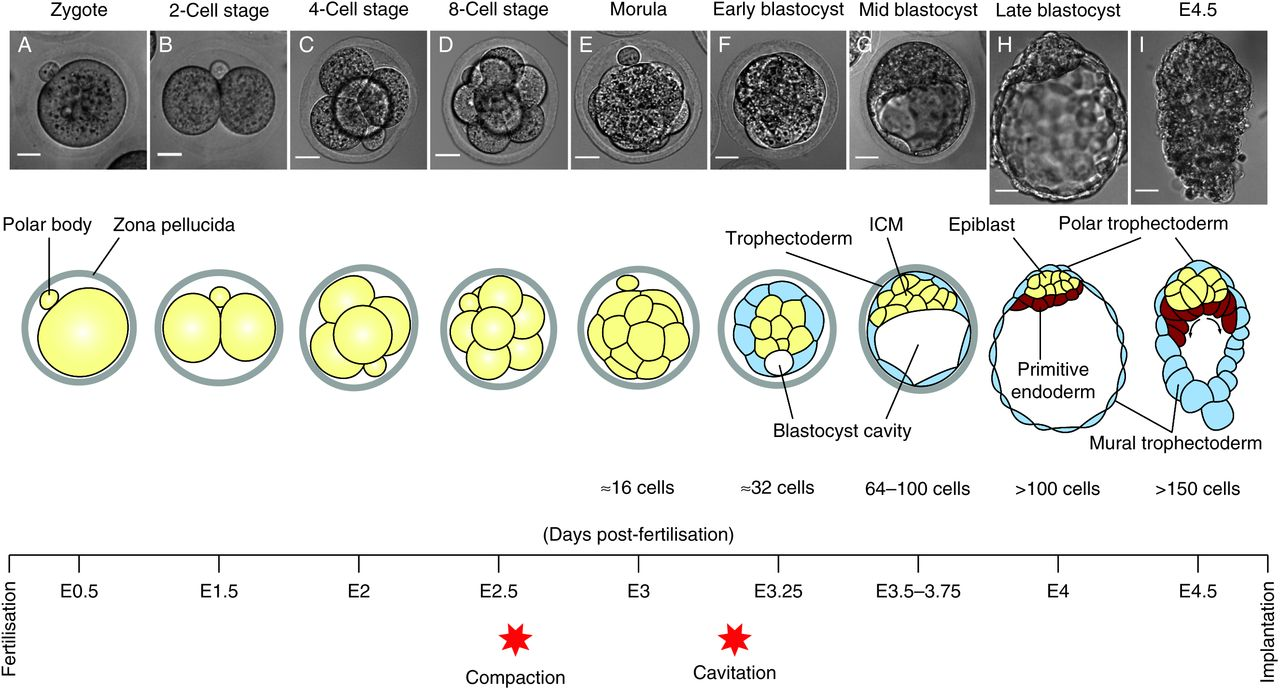 Zygote
2-Cell stage
4-Cell stage
8-Cell stage
Morula
Early blastocyst
Mid blastocyst
Late blastocyst
E4.5
A
B
C
D
E
F
G
H
I
Polar body
Zona pellucida
Trophectoderm
ICM
Epiblast
Polar trophectoderm
Primitive
endoderm
Blastocyst cavity
Mural trophectoderm
≈16 cells
≈32 cells
64–100 cells
>100 cells
>150 cells
(Days post-fertilisation)
Fertilisation
E0.5
E1.5
E2
E2.5
E3
E3.25
E3.5–3.75
E4
E4.5
Implantation
Compaction
Cavitation